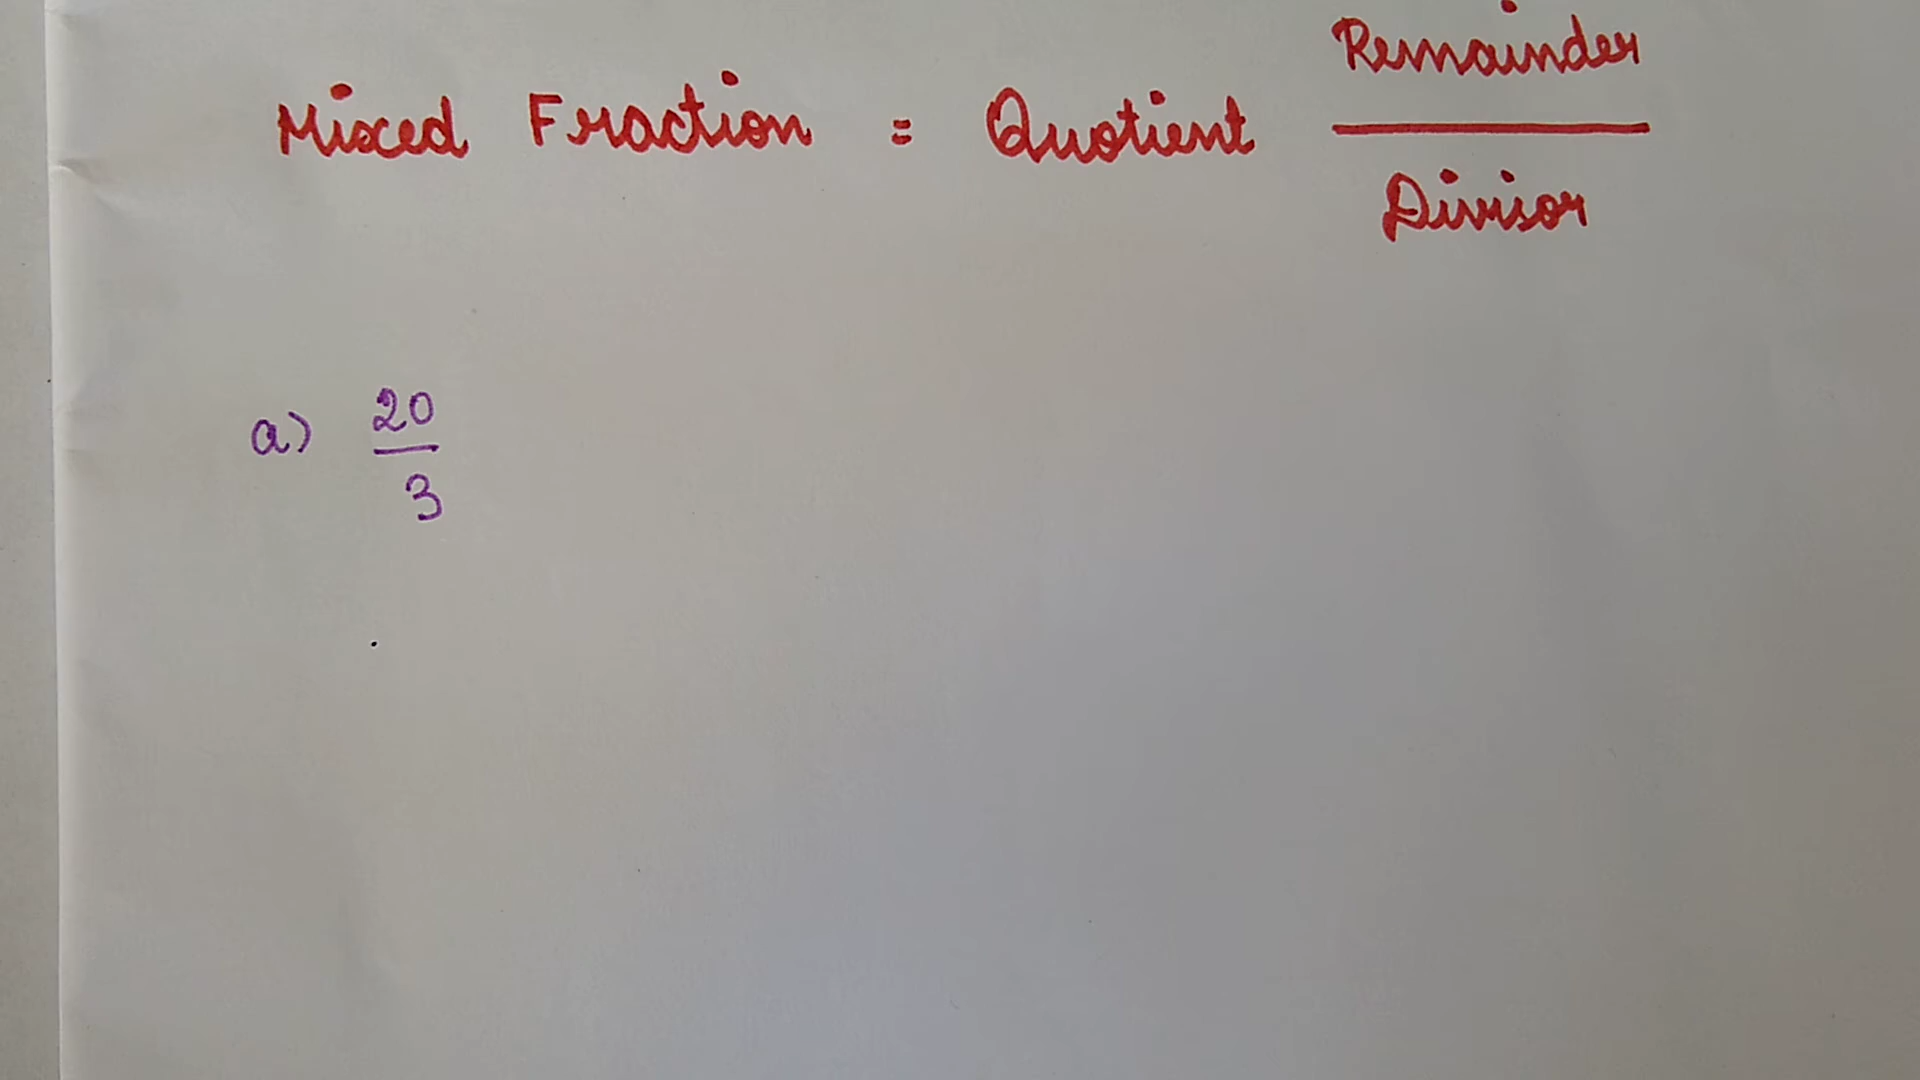 Mixed Fraction = Quotient Remainder
Divisor
a) 20
3